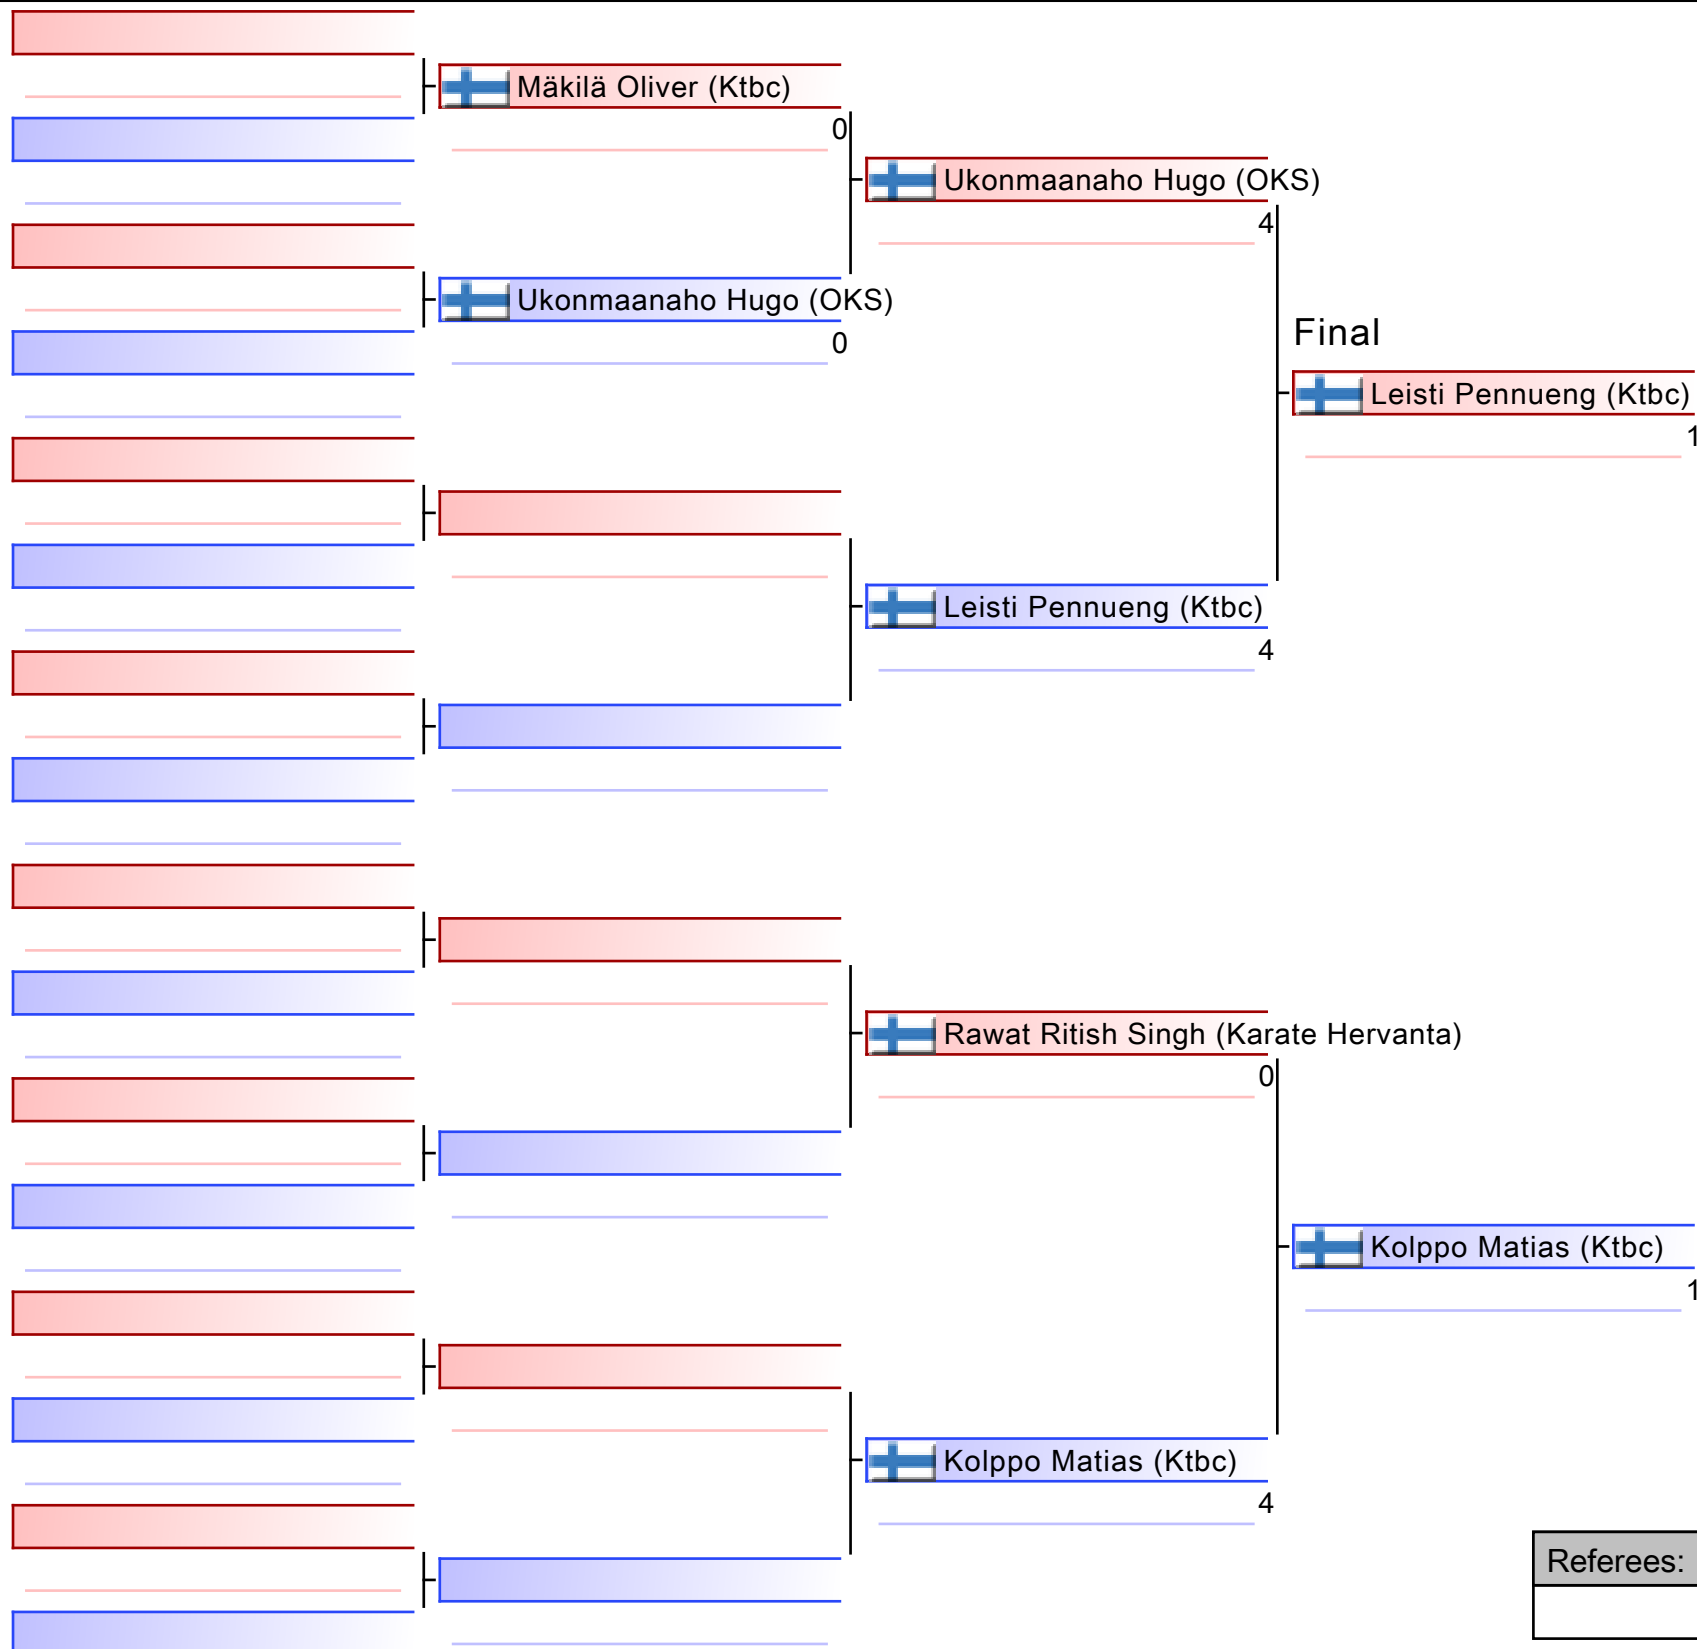 Mäkilä Oliver (Ktbc)
0
Ukonmaanaho Hugo (OKS)
4
Ukonmaanaho Hugo (OKS)
0
Final
Leisti Pennueng (Ktbc)
1
Leisti Pennueng (Ktbc)
4
Rawat Ritish Singh (Karate Hervanta)
0
Kolppo Matias (Ktbc)
1
Kolppo Matias (Ktbc)
4
Referees: